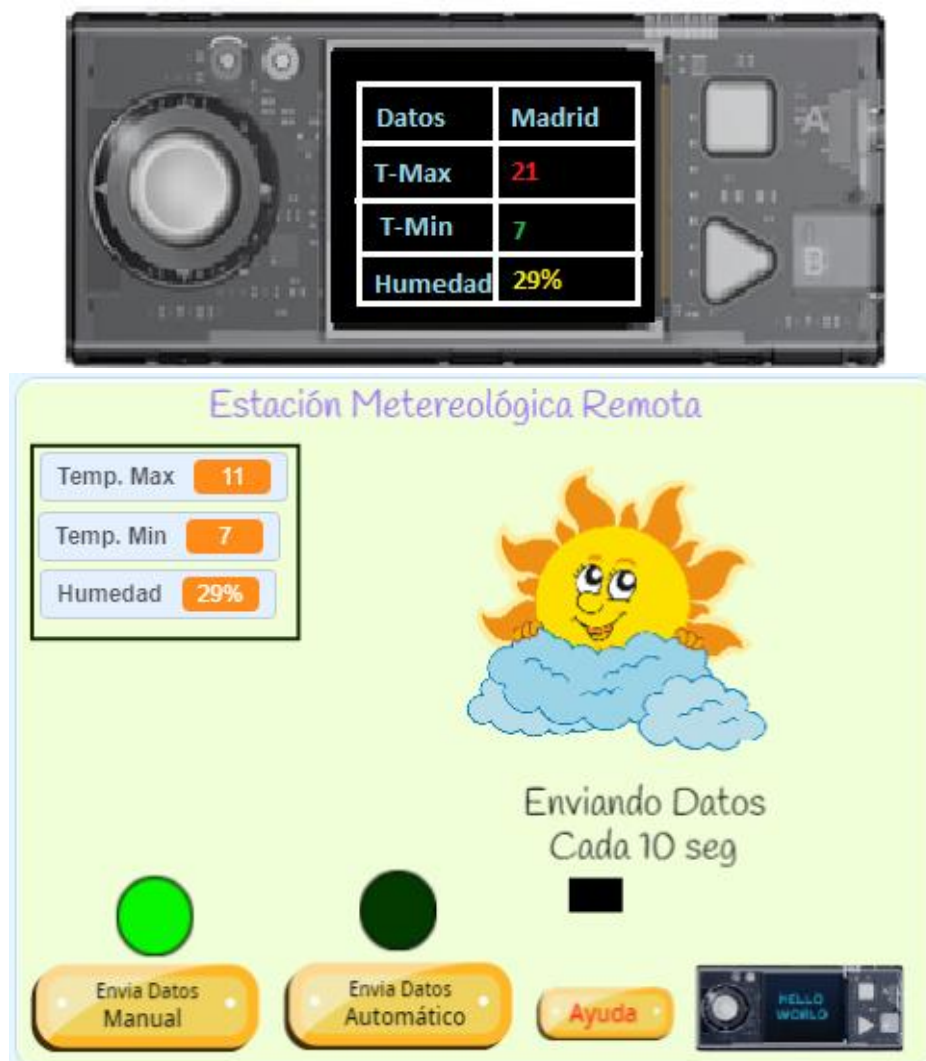 Datos Madrid
T-Max 21
T-Min 7
Humedad 29%
A
B
Estación Metereológica Remota
Temp. Max 11
Temp. Min 7
Humedad 29%
Enviando Datos
Cada 10 seg
Envia Datos
Manual
Envia Datos
Automático
Ayuda
HELLO
WORLD